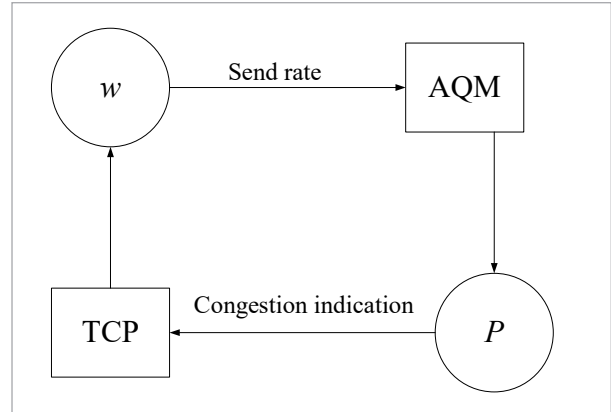 w
Send rate
AQM
TCP
Congestion indication
P